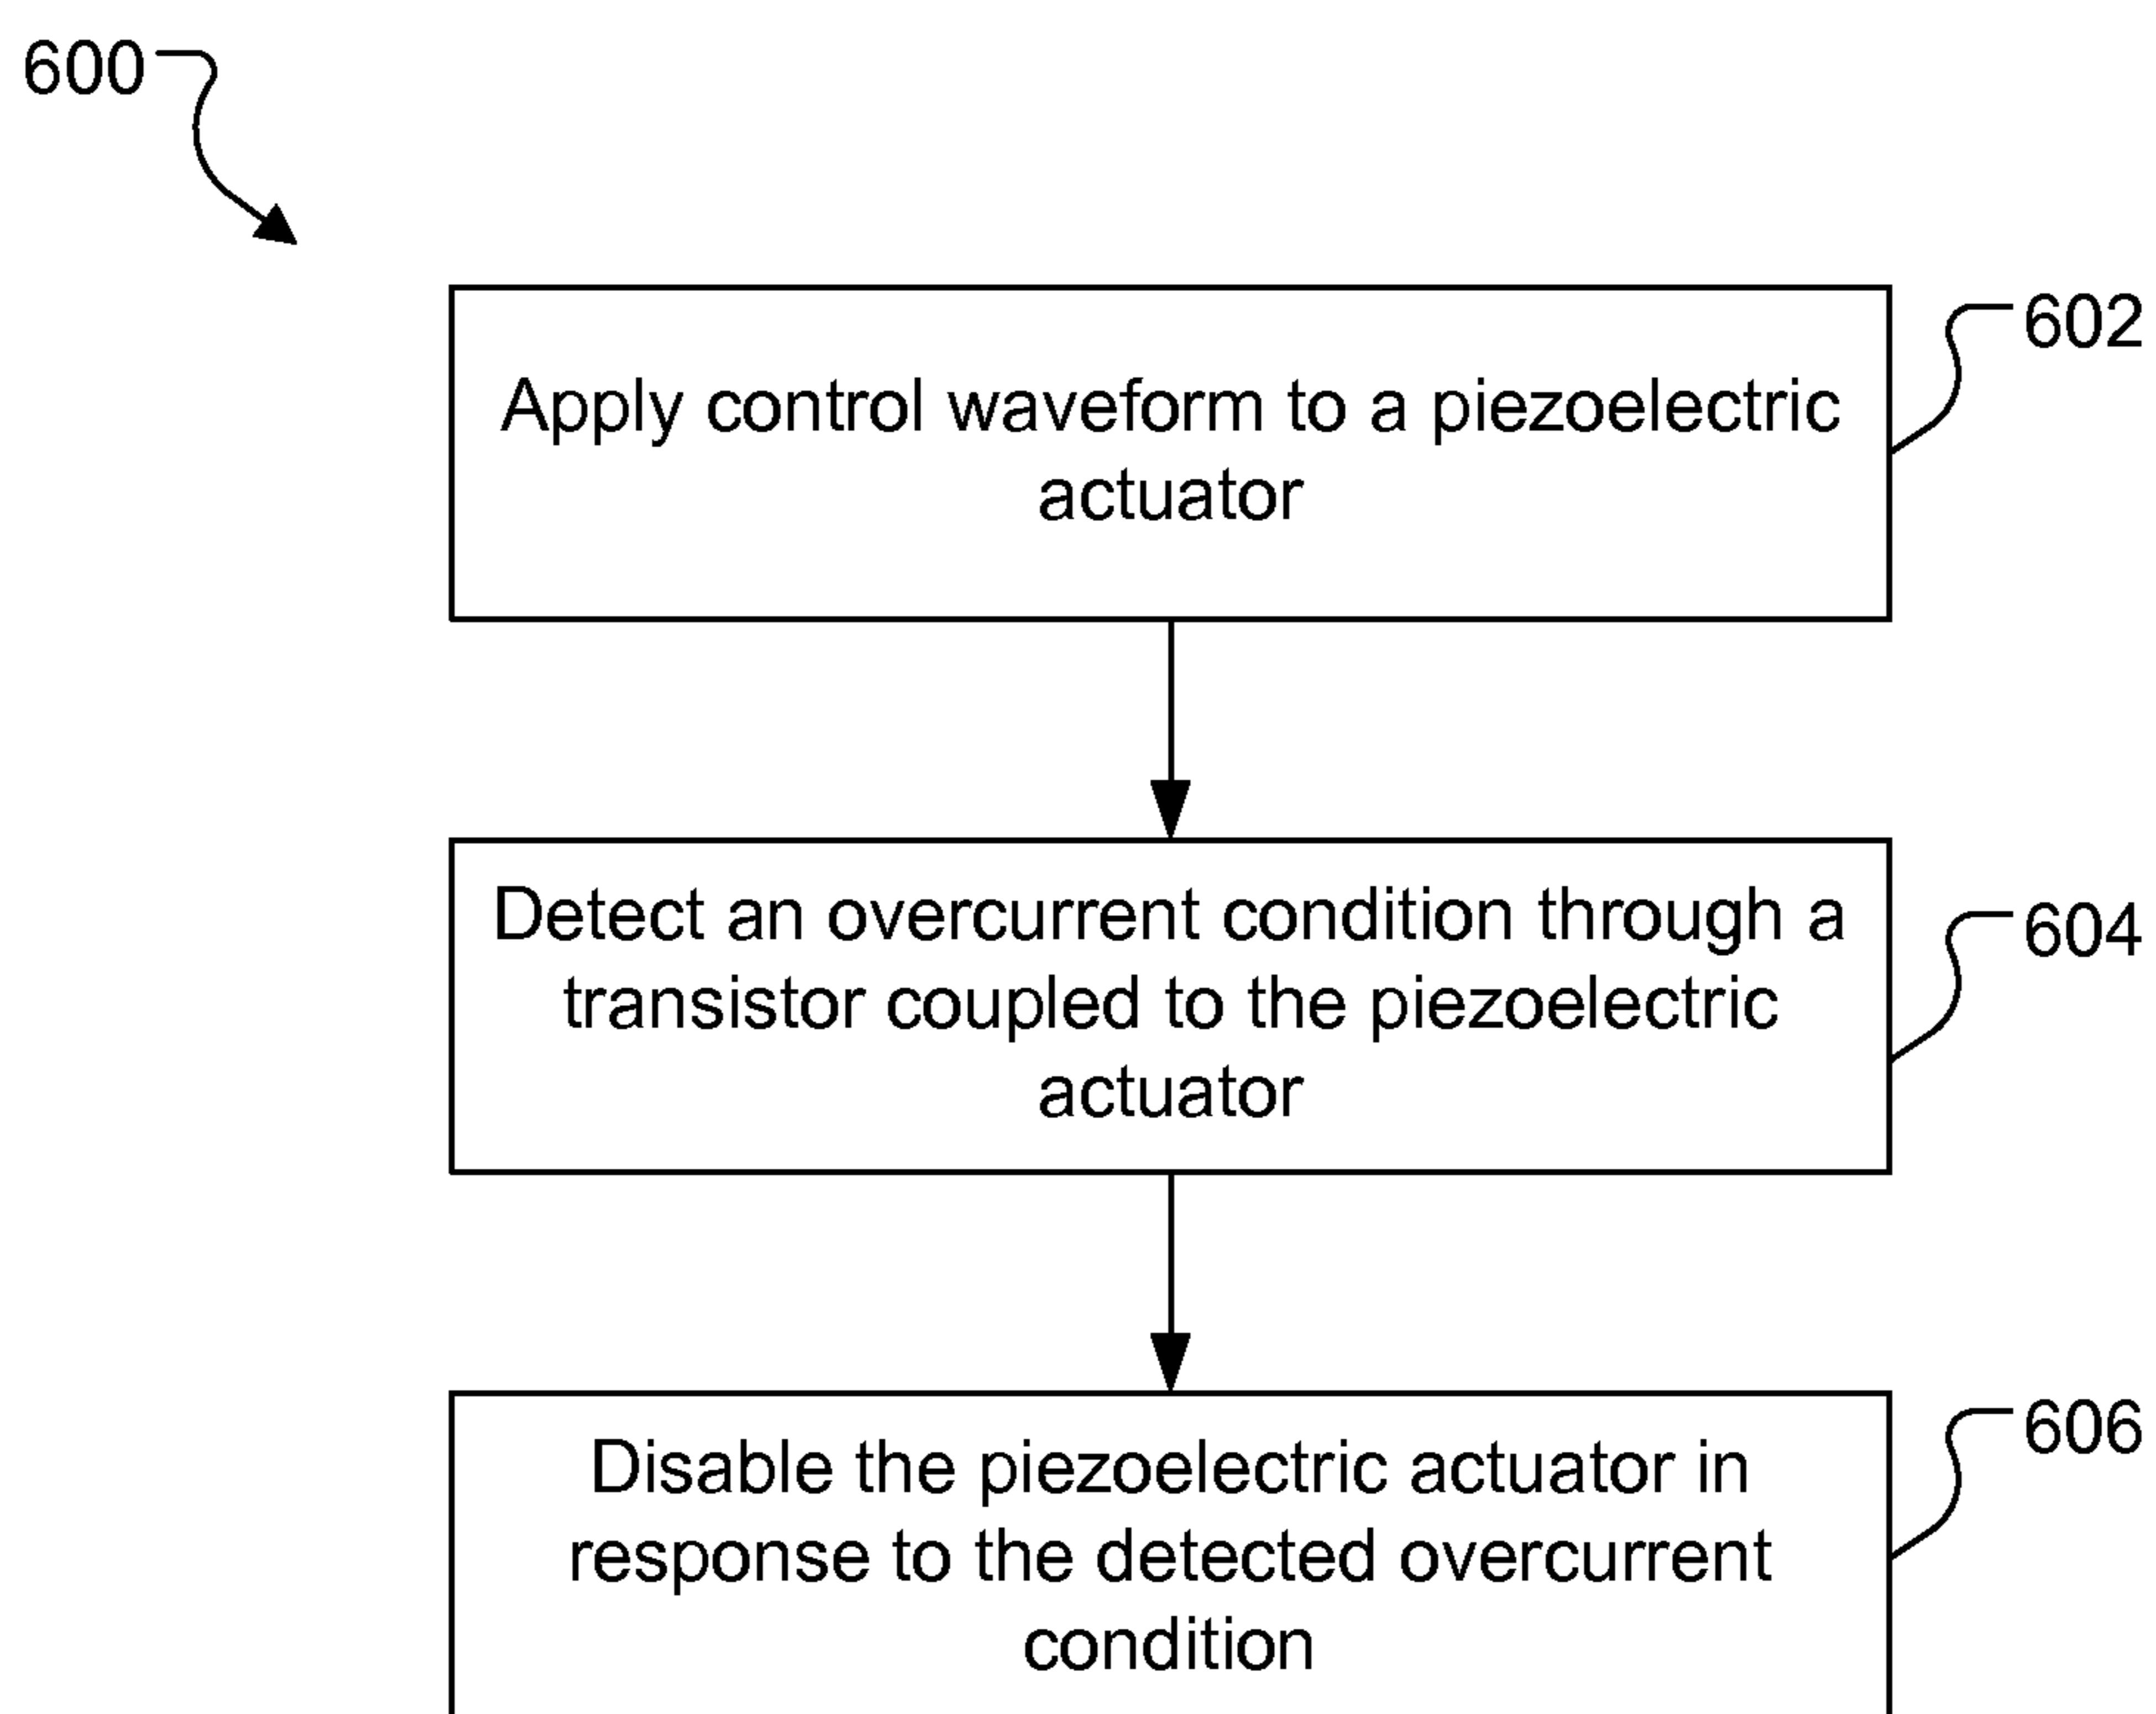 600
602
Apply control waveform to a piezoelectric
actuator
604
Detect an overcurrent condition through a
transistor coupled to the piezoelectric
actuator
606
Disable the piezoelectric actuator in
response to the detected overcurrent
condition